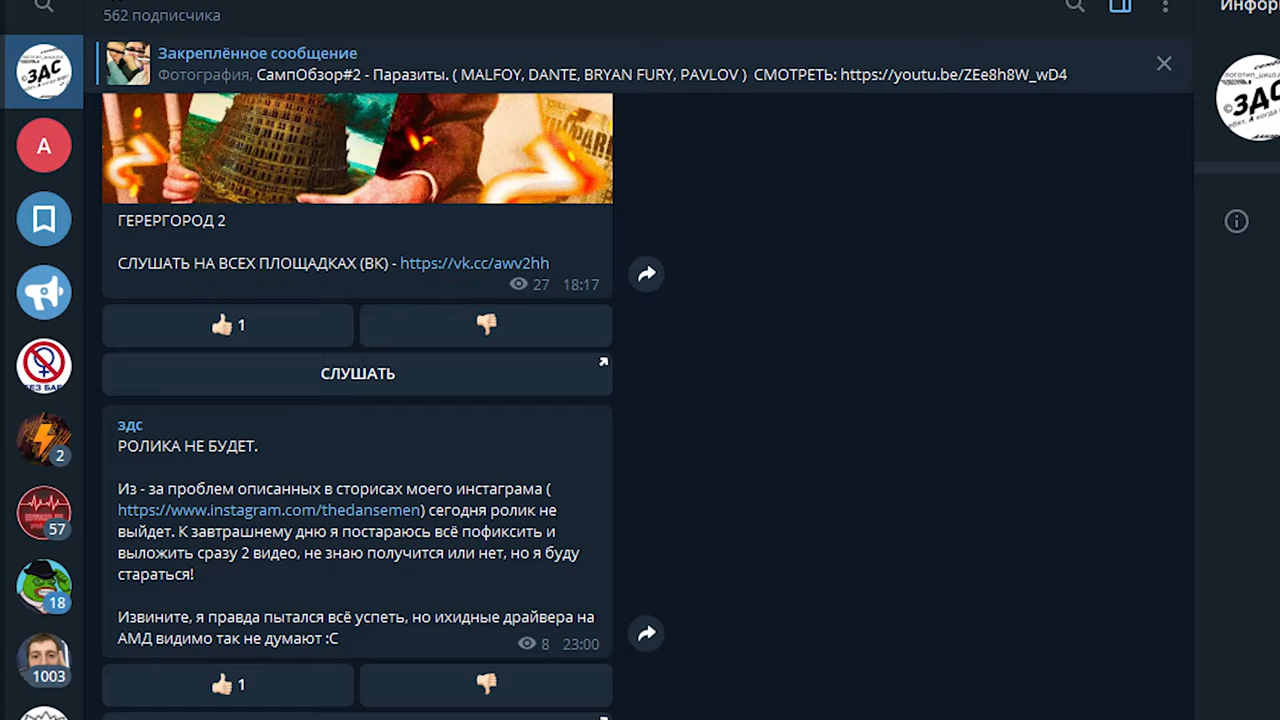 562 подписчика
Инфор
Закреплённое сообщение
Фотография, СампОбзор#2 - Паразиты. ( MALFOY, DANTE, BRYAN FURY, PAVLOV ) СМОТРЕТЬ: https://youtu.be/ZEe8h8W_wD4
©ЗДС
©ЗДС
А
ГЕРЕРГОРОД 2
СЛУШАТЬ НА ВСЕХ ПЛОЩАДКАХ (ВК) - https://vk.cc/awv2hh
27 18:17
1
СЛУШАТЬ
здс
РОЛИКА НЕ БУДЕТ.
Из - за проблем описанных в сторисах моего инстаграма (
https://www.instagram.com/thedansemen) сегодня ролик не
выйдет. К завтрашнему дню я постараюсь всё пофиксить и
выложить сразу 2 видео, не знаю получится или нет, но я буду
стараться!
Извините, я правда пытался всё успеть, но ихидные драйвера на
АМД видимо так не думают :С
8 23:00
1
2
57
18
1003